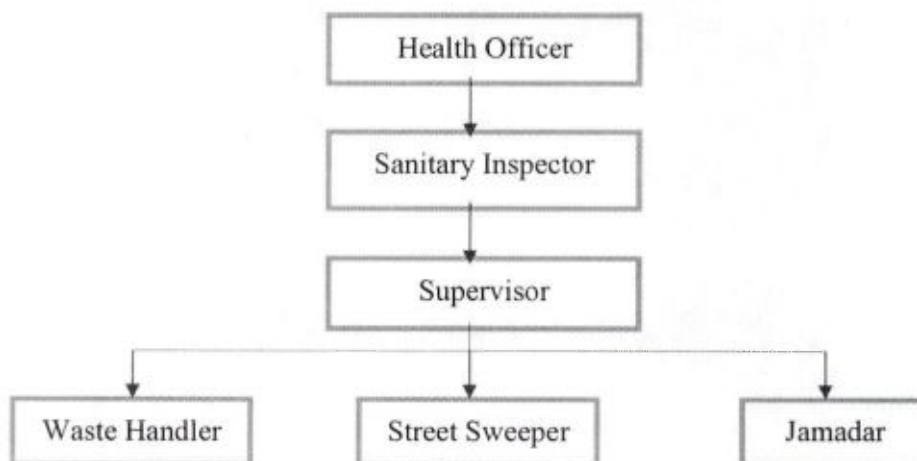 Health Officer
Sanitary Inspector
Supervisor
Waste Handler
Street Sweeper
Jamadar